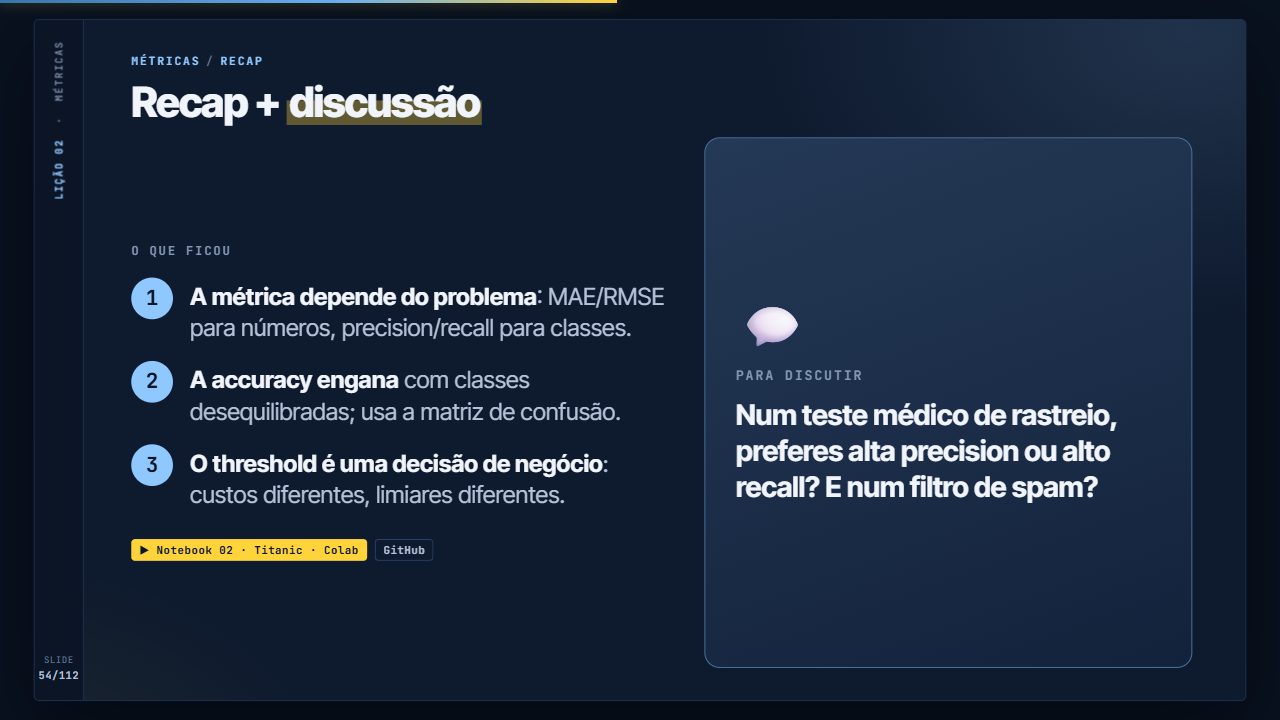 LIÇÃO 02 · MÉTRICAS
MÉTRICAS / RECAP
Recap + discussão
O QUE FICOU
1
A métrica depende do problema: MAE/RMSE
para números, precision/recall para classes.
2
A accuracy engana com classes
desequilibradas; usa a matriz de confusão.
3
O threshold é uma decisão de negócio:
custos diferentes, limiares diferentes.
▶ Notebook 02 · Titanic · Colab
GitHub
PARA DISCUTIR
Num teste médico de rastreio,
preferes alta precision ou alto
recall? E num filtro de spam?
SLIDE
54/112